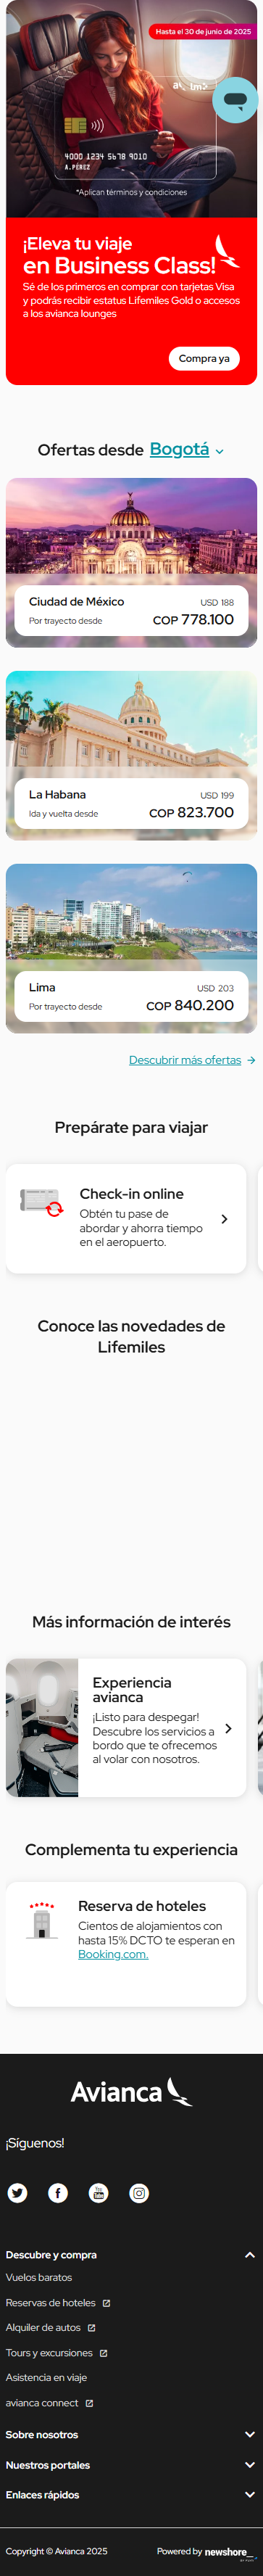 Hasta el 30 de junio de 2025
4000 1234 5678 9010
A.PEREZ
*Aplican términos y condiciones
¡Eleva tu viaje
en Business Class!
Sé de los primeros en comprar con tarjetas Visa
y podrás recibir estatus Lifemiles Gold o accesos
a los avianca lounges
Compra ya
Ofertas desde Bogotá
Ciudad de México
USD 188
Por trayecto desde
COP 778.100
La Habana
USD 199
Ida y vuelta desde
COP 823.700
Lima
USD 203
Por trayecto desde
COP 840.200
Descubrir más ofertas
Prepárate para viajar
Check-in online
Obtén tu pase de
abordar y ahorra tiempo
en el aeropuerto.
Conoce las novedades de
Lifemiles
Más información de interés
Experiencia
avianca
¡Listo para despegar!
Descubre los servicios a
bordo que te ofrecemos
al volar con nosotros.
Complementa tu experiencia
Reserva de hoteles
Cientos de alojamientos con
hasta 15% DCTO te esperan en
Booking.com.
Avianca
¡Síguenos!
You
Tube
Descubre y compra
Vuelos baratos
Reservas de hoteles
Alquiler de autos
Tours y excursiones
Asistencia en viaje
avianca connect
Sobre nosotros
Nuestros portales
Enlaces rápidos
Copyright © Avianca 2025
Powered by newshore_